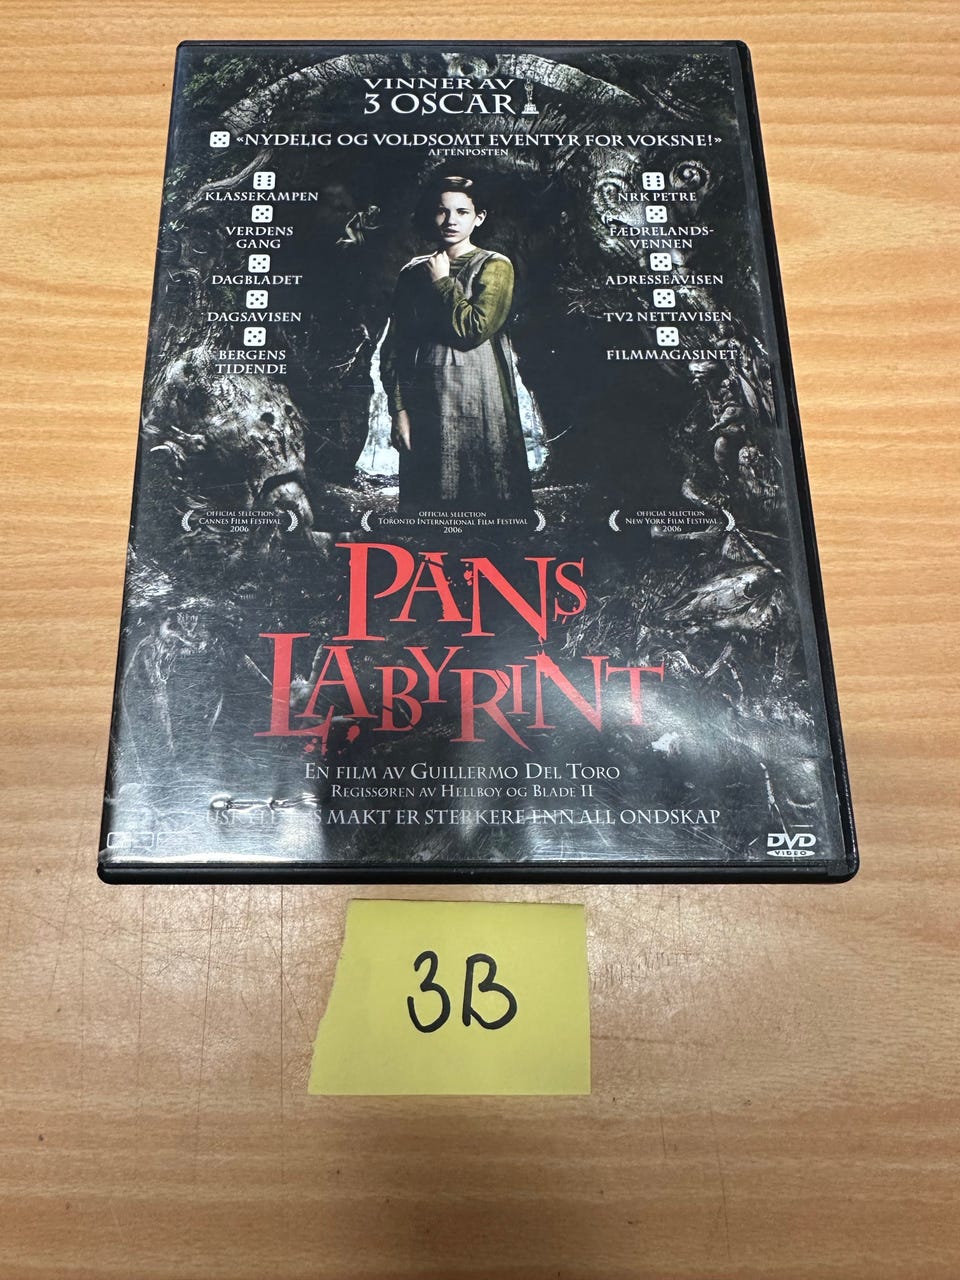 VINNER AV
3 OSCAR
«NYDELIG OG VOLDSOMT EVENTYR FOR VOKSNE!»
AFTENPOSTEN
KLASSEKAMPEN
VERDENS
GANG
DAGBLADET
DAGSAVISEN
BERGENS
TIDENDE
NRK PETRE
FÆDRELANDS-
VENNEN
ADRESSEAVISEN
TV2 NETTAVISEN
FILMMAGASINET
OFFICIAL SELECTION
CANNES FILM FESTIVAL
2006
OFFICIAL SELECTION
TORONTO INTERNATIONAL FILM FESTIVAL
2006
OFFICIAL SELECTION
NEW YORK FILM FESTIVAL
2006
PANS
LABYRINT
EN FILM AV GUILLERMO DEL TORO
REGISSØREN AV HELLBOY OG BLADE II
MAKT ER STERKERE ENN ALL ONDSKAP
DVD
VIDEO
3B